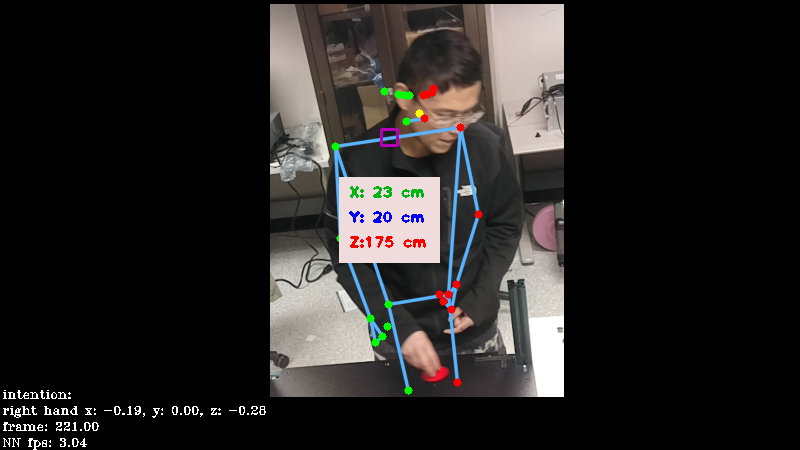 X: 23 cm
Y: 20 cm
Z:175 cm
intention:
right hand x: -0.19, y: 0.00, z: -0.28
frame: 221.00
NN fps: 3.04